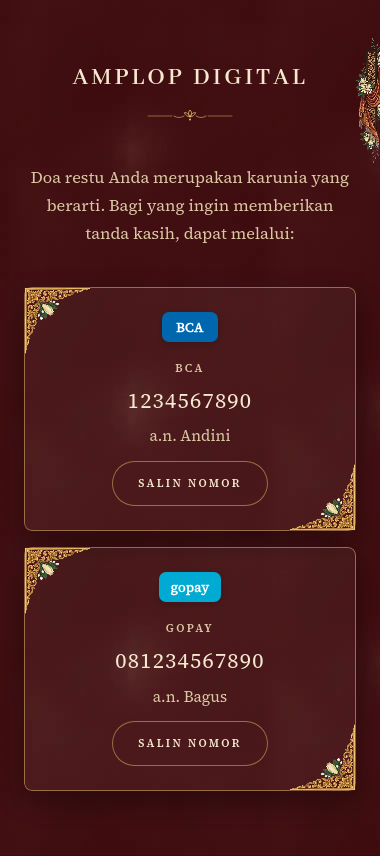 AMPLOP DIGITAL
Doa restu Anda merupakan karunia yang
berarti. Bagi yang ingin memberikan
tanda kasih, dapat melalui:
BCA
BCA
1234567890
a.n. Andini
SALIN NOMOR
gopay
GOPAY
081234567890
a.n. Bagus
SALIN NOMOR